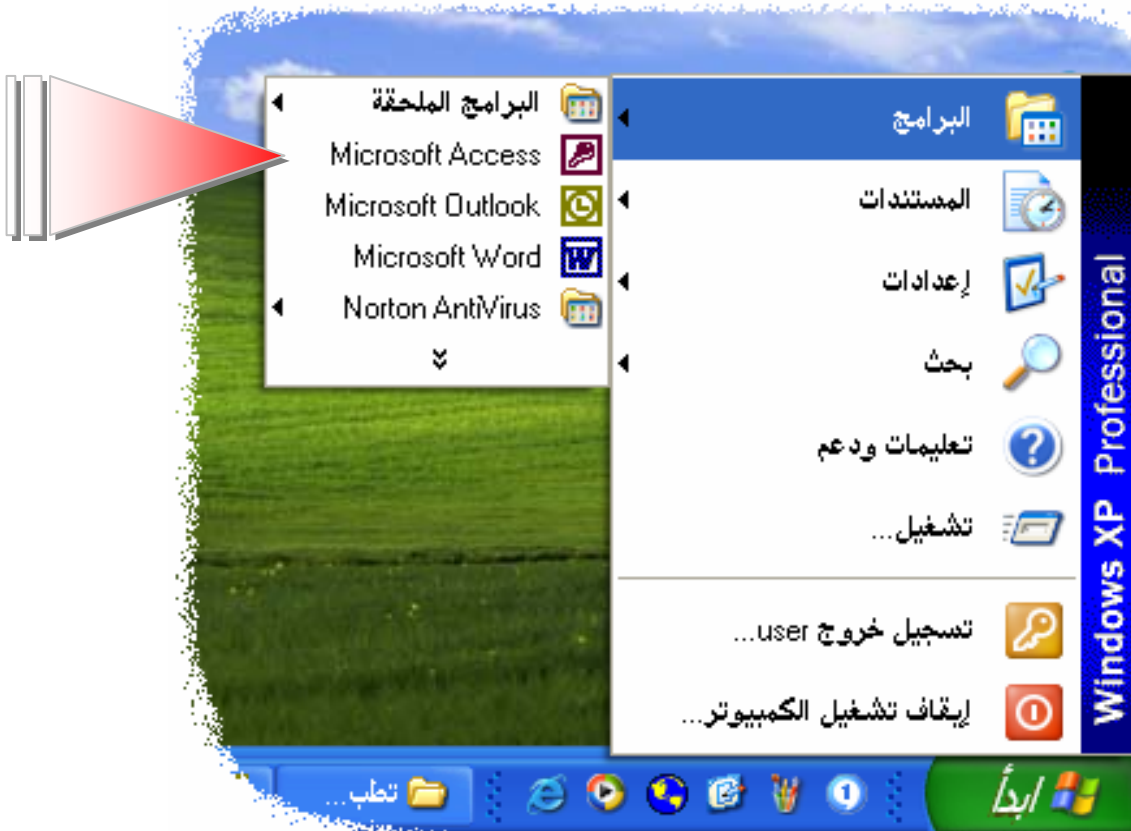 البرامج
المستندات
إعدادات
بحث
تعليمات ودعم
تشغيل...
تسجيل خروج user...
إيقاف تشغيل الكمبيوتر...
Windows XP Professional
البرامج الملحقة
Microsoft Access
Microsoft Outlook
Microsoft Word
Norton AntiVirus
ابدأ
1
تطب...